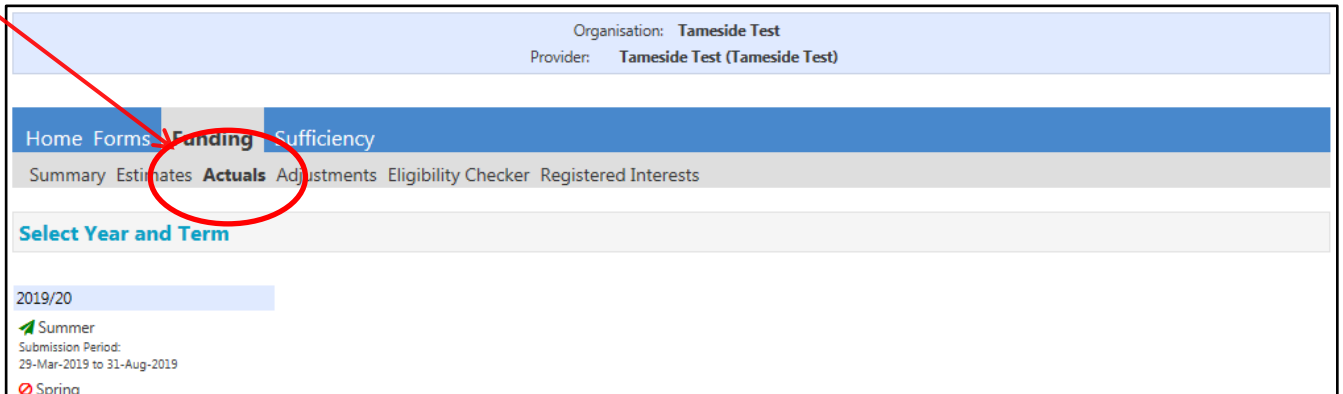 Organisation: Tameside Test
Provider: Tameside Test (Tameside Test)
Home Forms Funding Sufficiency
Summary Estimates Actuals Adjustments Eligibility Checker Registered Interests
Select Year and Term
2019/20
Summer
Submission Period:
29-Mar-2019 to 31-Aug-2019
Spring